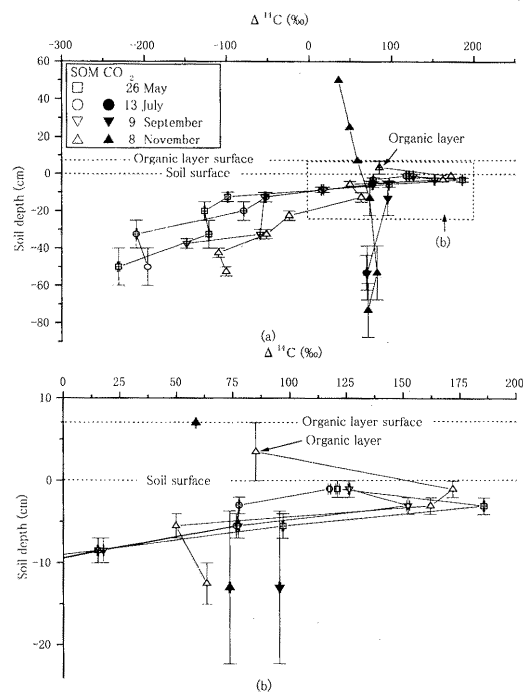 Δ 14C (‰)
-300 -200 -100 0 100 200
60
40
20
0
-20
-40
-60
-80
Soil depth (cm)
SOM CO2
26 May
13 July
9 September
8 November
Organic layer
Organic layer surface
Soil surface
(b)
(a)
Δ 14C (‰)
0 25 50 75 100 125 150 175 200
10
0
-10
-20
Soil depth (cm)
Organic layer surface
Organic layer
Soil surface
(b)